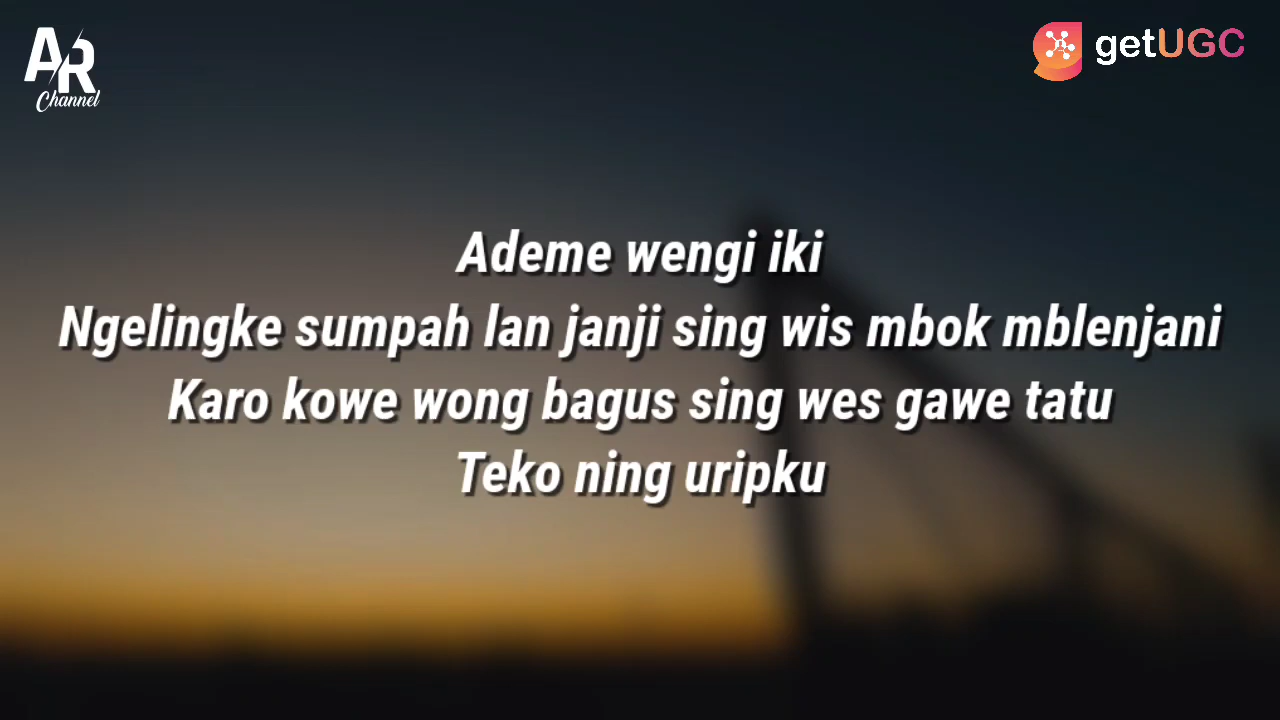 AR
Channel
getUGC
Ademe wengi iki
Ngelingke sumpah lan janji sing wis mbok mblenjani
Karo kowe wong bagus sing wes gawe tatu
Teko ning uripku